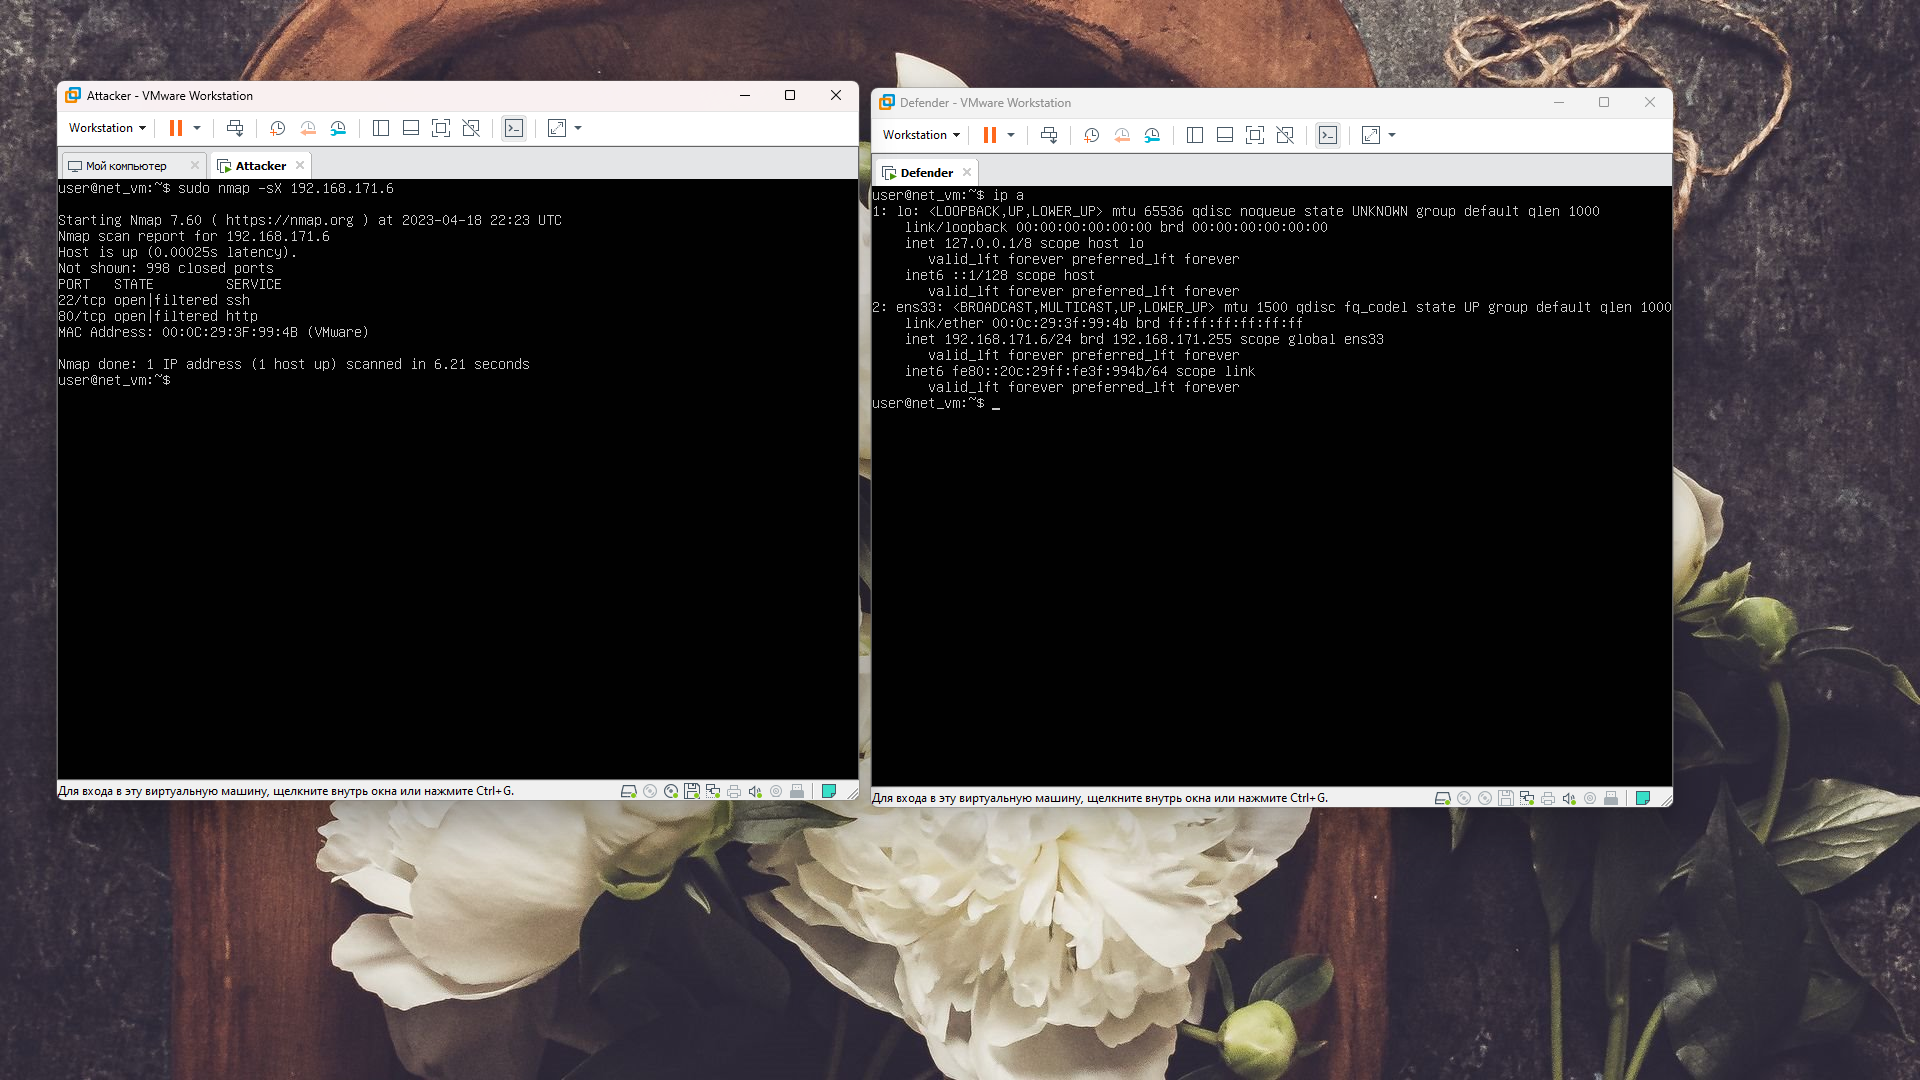 Attacker - VMware Workstation
Workstation
Мой компьютер
Attacker
user@net_vm:~$ sudo nmap -sX 192.168.171.6
Starting Nmap 7.60 ( https://nmap.org ) at 2023-04-18 22:23 UTC
Nmap scan report for 192.168.171.6
Host is up (0.00025s latency).
Not shown: 998 closed ports
PORT   STATE         SERVICE
22/tcp open|filtered ssh
80/tcp open|filtered http
MAC Address: 00:0C:29:3F:99:4B (VMware)
Nmap done: 1 IP address (1 host up) scanned in 6.21 seconds
user@net_vm:~$
Для входа в эту виртуальную машину, щелкните внутрь окна или нажмите Ctrl+G.
Defender - VMware Workstation
Workstation
Defender
user@net_vm:~$ ip a
1: lo: <LOOPBACK,UP,LOWER_UP> mtu 65536 qdisc noqueue state UNKNOWN group default qlen 1000
    link/loopback 00:00:00:00:00:00 brd 00:00:00:00:00:00
    inet 127.0.0.1/8 scope host lo
       valid_lft forever preferred_lft forever
    inet6 ::1/128 scope host
       valid_lft forever preferred_lft forever
2: ens33: <BROADCAST,MULTICAST,UP,LOWER_UP> mtu 1500 qdisc fq_codel state UP group default qlen 1000
    link/ether 00:0c:29:3f:99:4b brd ff:ff:ff:ff:ff:ff
    inet 192.168.171.6/24 brd 192.168.171.255 scope global ens33
       valid_lft forever preferred_lft forever
    inet6 fe80::20c:29ff:fe3f:994b/64 scope link
       valid_lft forever preferred_lft forever
user@net_vm:~$ _
Для входа в эту виртуальную машину, щелкните внутрь окна или нажмите Ctrl+G.